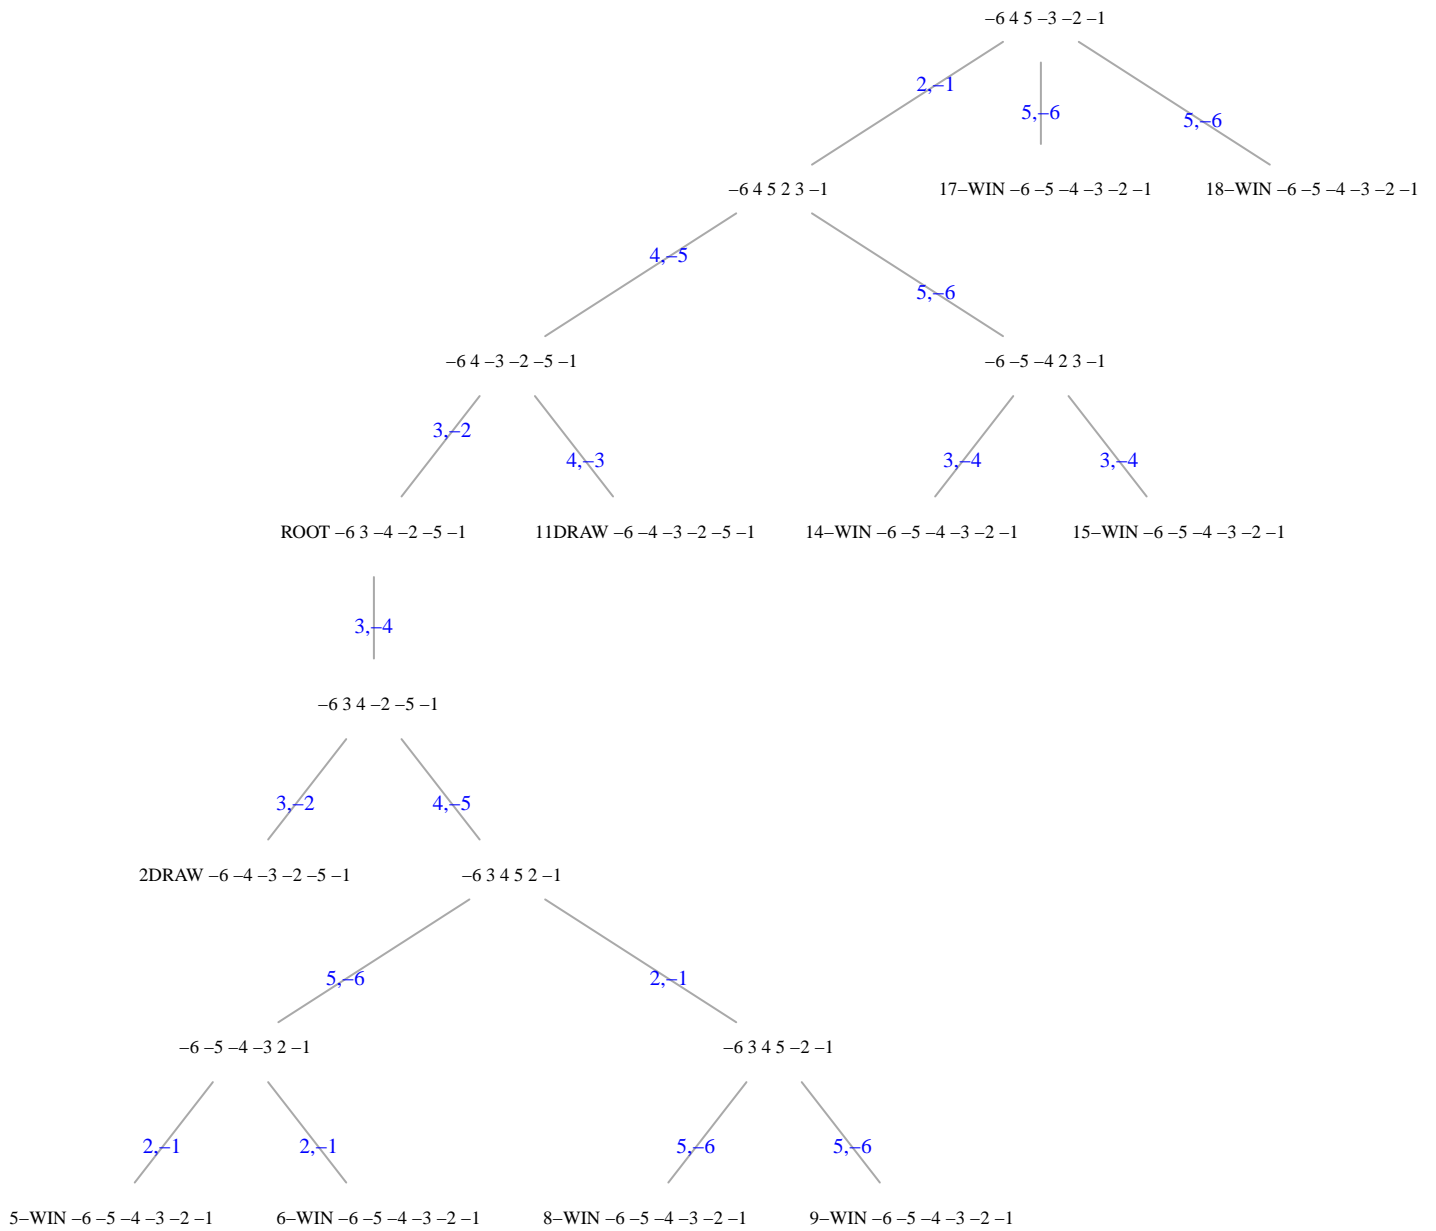 –6 4 5 –3 –2 –1
2,–1
5,–6
5,–6
–6 4 5 2 3 –1
17–WIN –6 –5 –4 –3 –2 –1
18–WIN –6 –5 –4 –3 –2 –1
4,–5
5,–6
–6 4 –3 –2 –5 –1
–6 –5 –4 2 3 –1
3,–2
4,–3
3,–4
3,–4
ROOT –6 3 –4 –2 –5 –1
11DRAW –6 –4 –3 –2 –5 –1
14–WIN –6 –5 –4 –3 –2 –1
15–WIN –6 –5 –4 –3 –2 –1
3,–4
–6 3 4 –2 –5 –1
3,–2
4,–5
2DRAW –6 –4 –3 –2 –5 –1
–6 3 4 5 2 –1
5,–6
2,–1
–6 –5 –4 –3 2 –1
–6 3 4 5 –2 –1
2,–1
2,–1
5,–6
5,–6
5–WIN –6 –5 –4 –3 –2 –1
6–WIN –6 –5 –4 –3 –2 –1
8–WIN –6 –5 –4 –3 –2 –1
9–WIN –6 –5 –4 –3 –2 –1